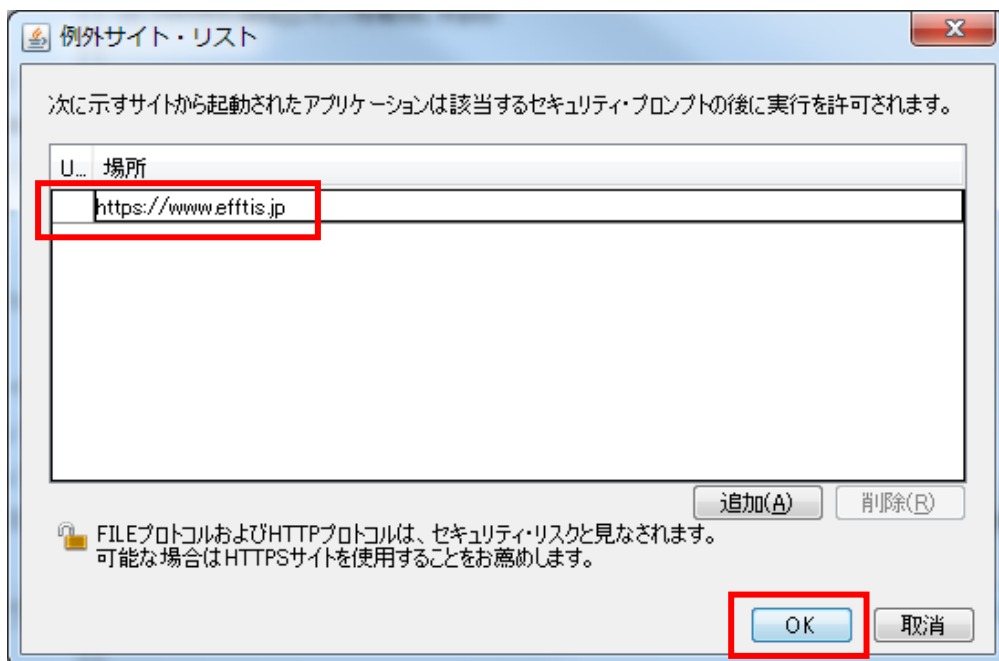 例外サイト・リスト
次に示すサイトから起動されたアプリケーションは該当するセキュリティ・プロンプトの後に実行を許可されます。
U... 場所
https://www.efftis.jp
追加(A) 削除(R)
FILEプロトコルおよびHTTPプロトコルは、セキュリティ・リスクと見なされます。
可能な場合はHTTPSサイトを使用することをお薦めします。
OK 取消